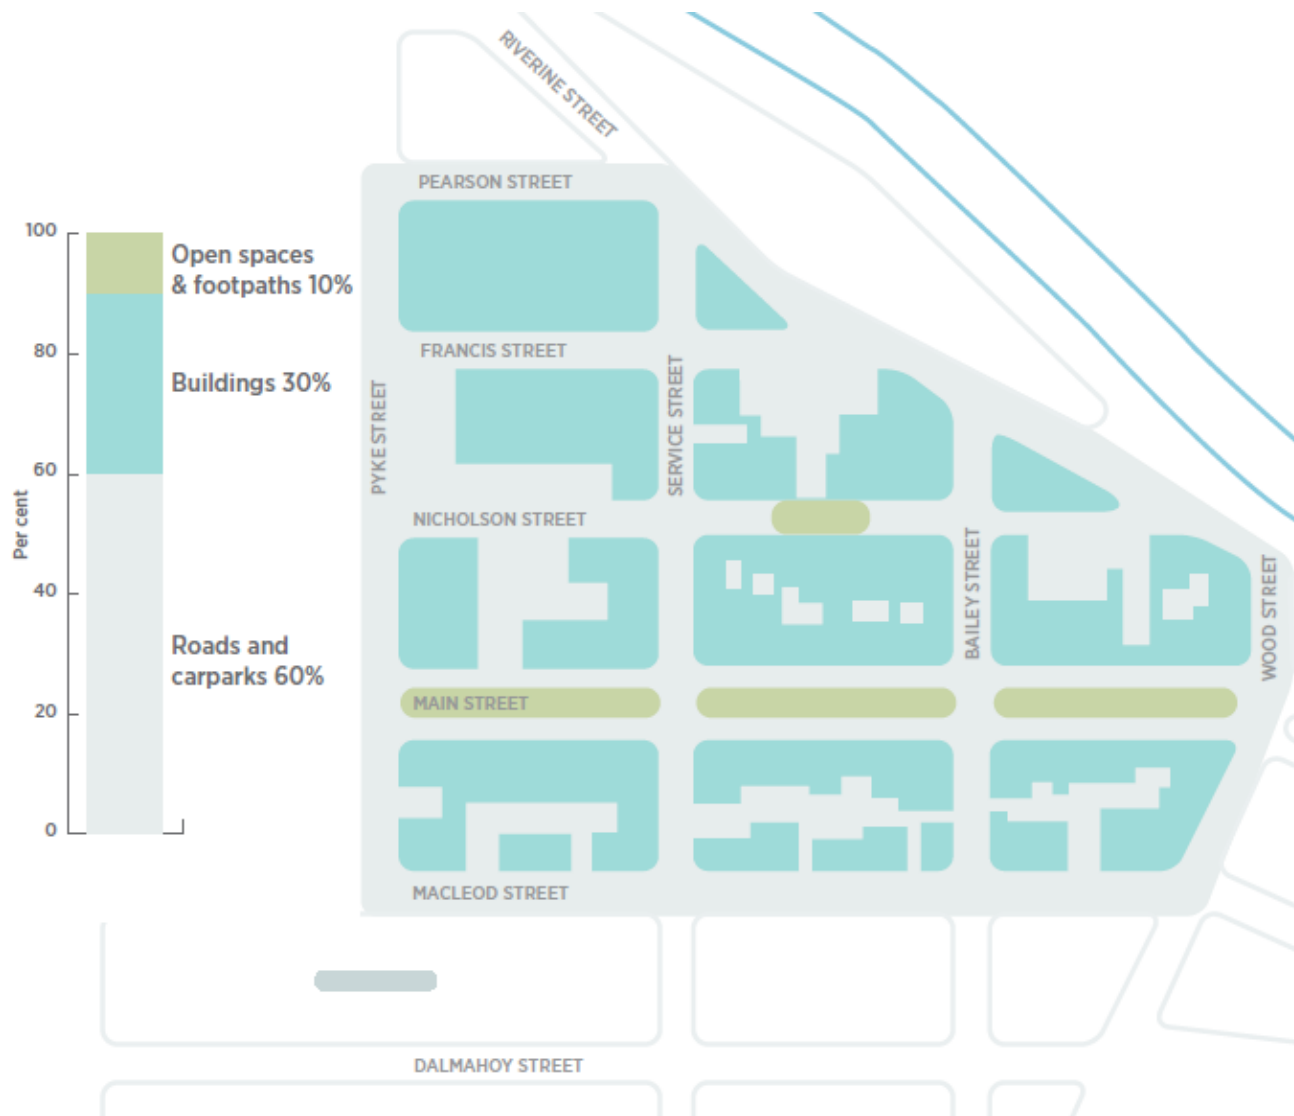 RIVERINE STREET
PEARSON STREET
100
Open spaces
& footpaths 10%
80
FRANCIS STREET
Buildings 30%
PYKE STREET
SERVICE STREET
60
Per cent
NICHOLSON STREET
BAILEY STREET
WOOD STREET
40
Roads and
carparks 60%
20
MAIN STREET
0
MACLEOD STREET
DALMAHOY STREET